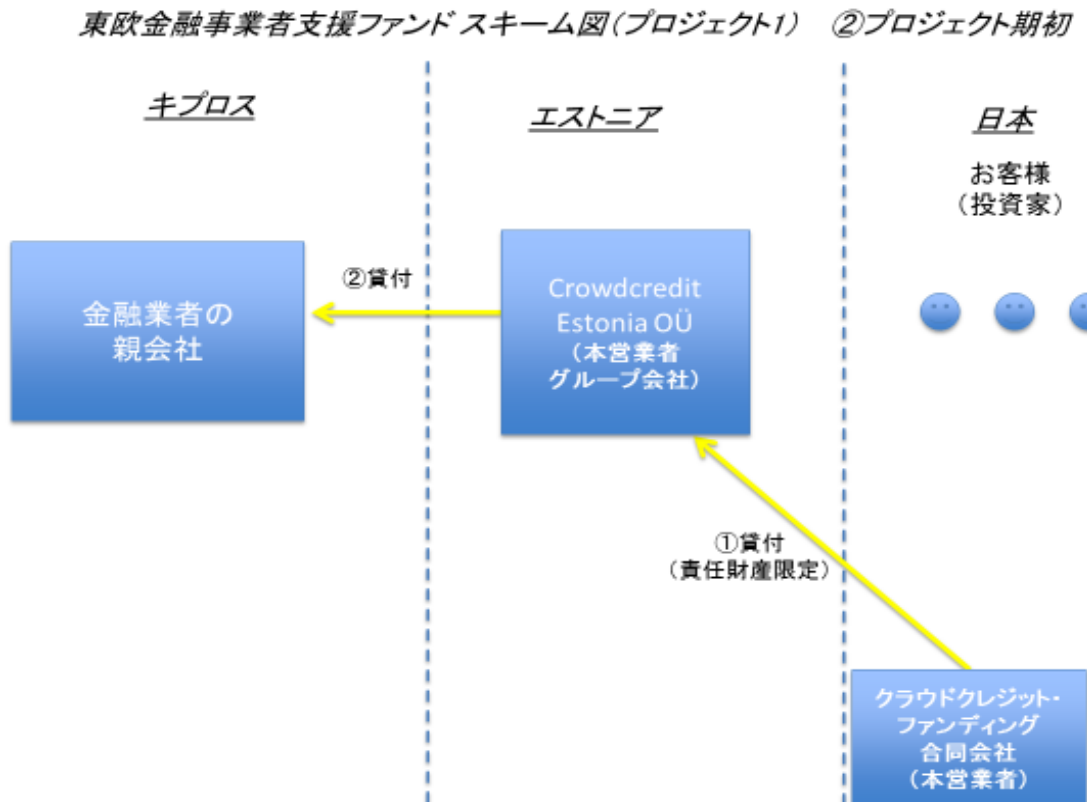 東欧金融事業者支援ファンド スキーム図(プロジェクト1)　②プロジェクト期初
キプロス
エストニア
日本
お客様
（投資家）
金融業者の
親会社
②貸付
Crowdcredit
Estonia OÜ
（本営業者
グループ会社）
①貸付
（責任財産限定）
クラウドクレジット・
ファンディング
合同会社
（本営業者）